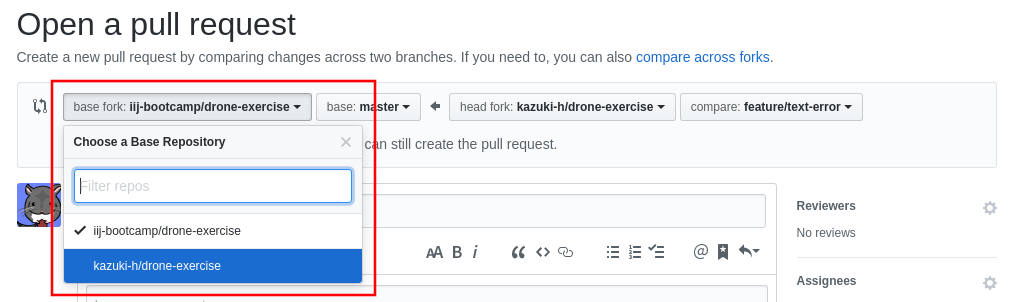 Open a pull request
Create a new pull request by comparing changes across two branches. If you need to, you can also compare across forks.
base fork: iij-bootcamp/drone-exercise base: master head fork: kazuki-h/drone-exercise compare: feature/text-error
Choose a Base Repository
can still create the pull request.
Filter repos
iij-bootcamp/drone-exercise
kazuki-h/drone-exercise
AA B i
Reviewers
No reviews
Assignees